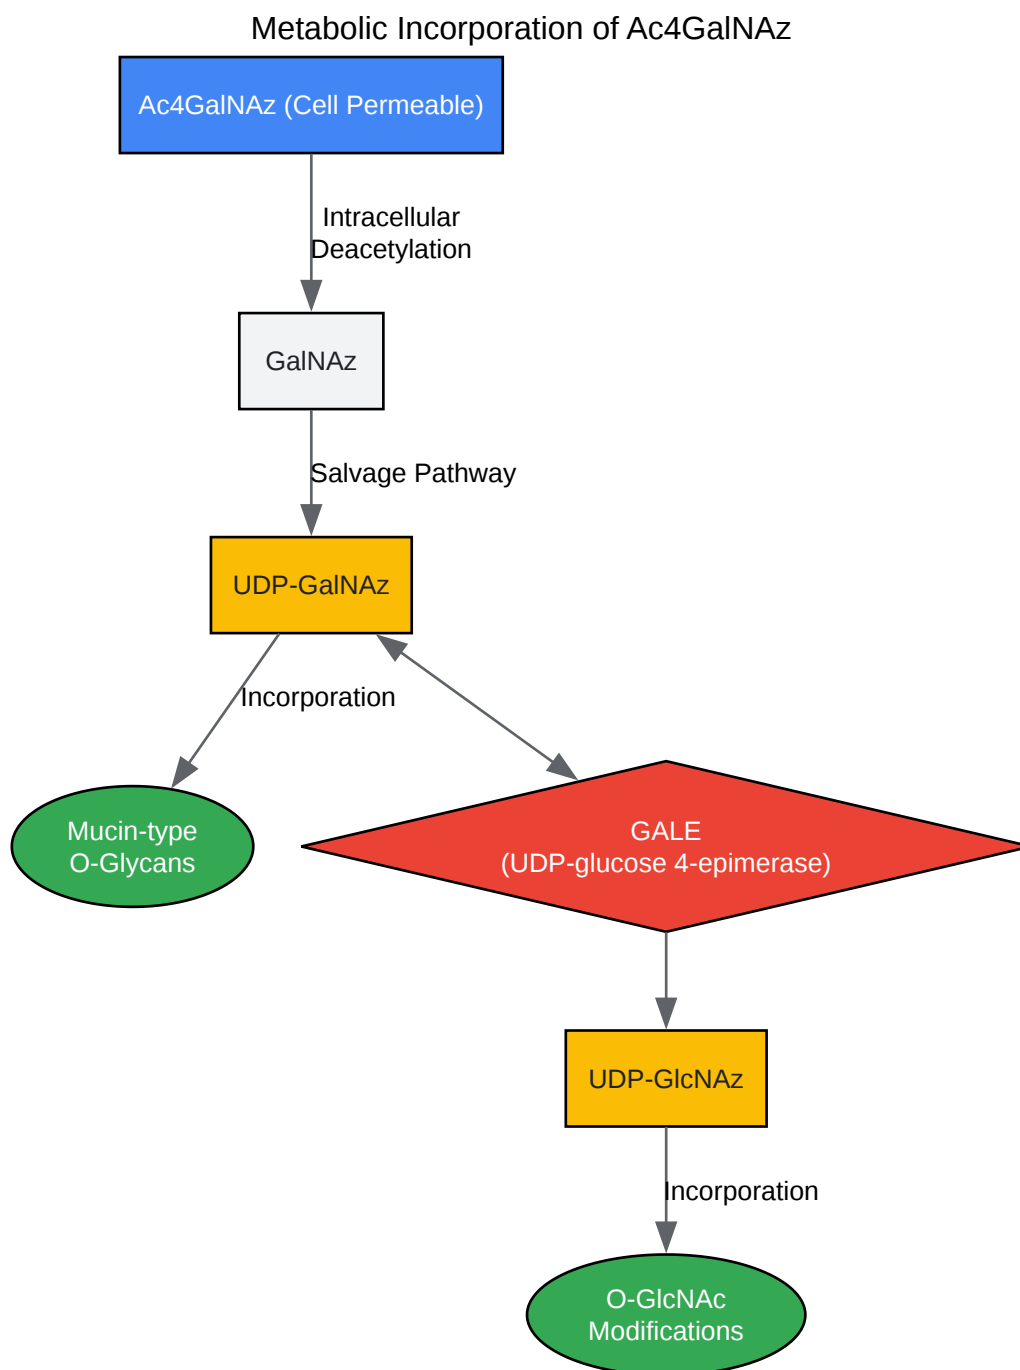 Metabolic Incorporation of Ac4GalNAz
Ac4GalNAz (Cell Permeable)
Intracellular
Deacetylation
GalNAz
Salvage Pathway
UDP-GalNAz
Incorporation
Mucin-type
O-Glycans
GALE
(UDP-glucose 4-epimerase)
UDP-GlcNAz
Incorporation
O-GlcNAc
Modifications